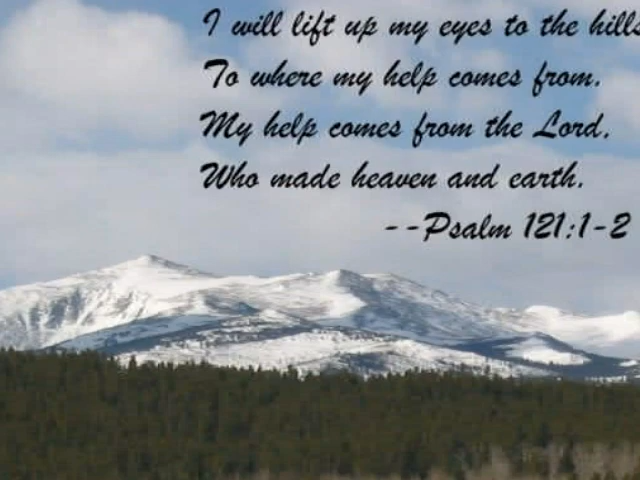 I will lift up my eyes to the hills
To where my help comes from.
My help comes from the Lord,
Who made heaven and earth.
--Psalm 121:1-2